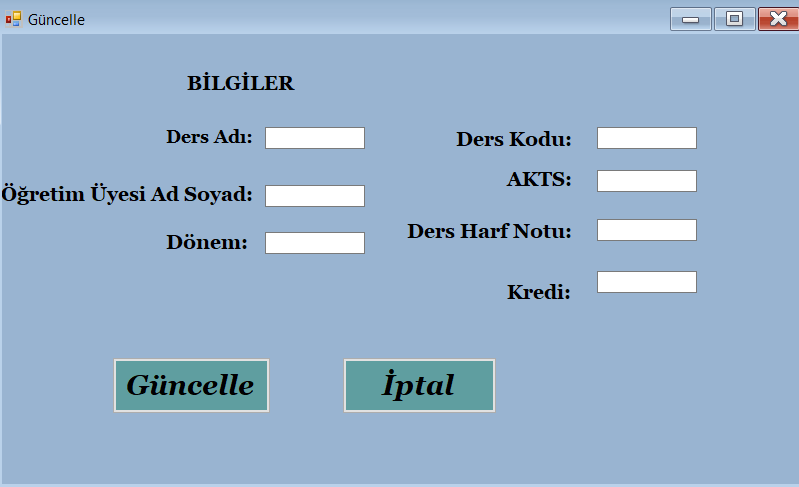 Güncelle
BİLGİLER
Ders Adı:
Öğretim Üyesi Ad Soyad:
Dönem:
Ders Kodu:
AKTS:
Ders Harf Notu:
Kredi:
Güncelle
İptal